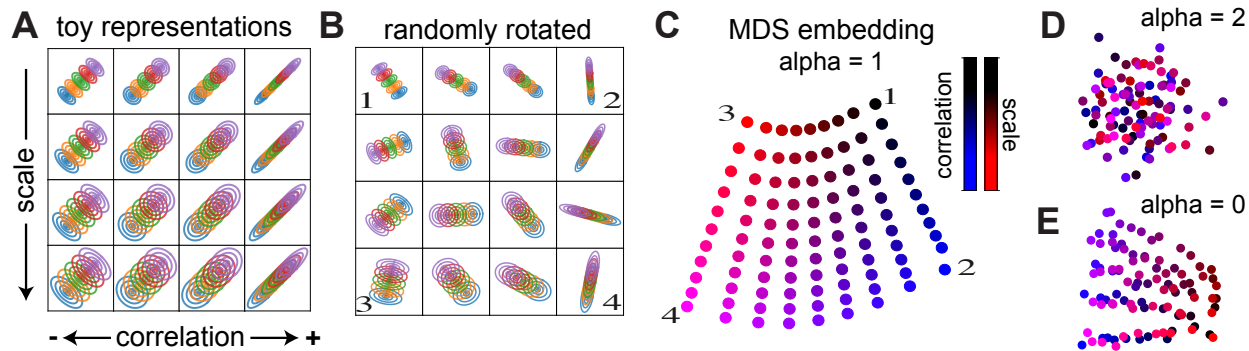 A toy representations
scale
- correlation +
B randomly rotated
1 2
3 4
C MDS embedding
alpha = 1
3 1
2
4
correlation
scale
D alpha = 2
E alpha = 0